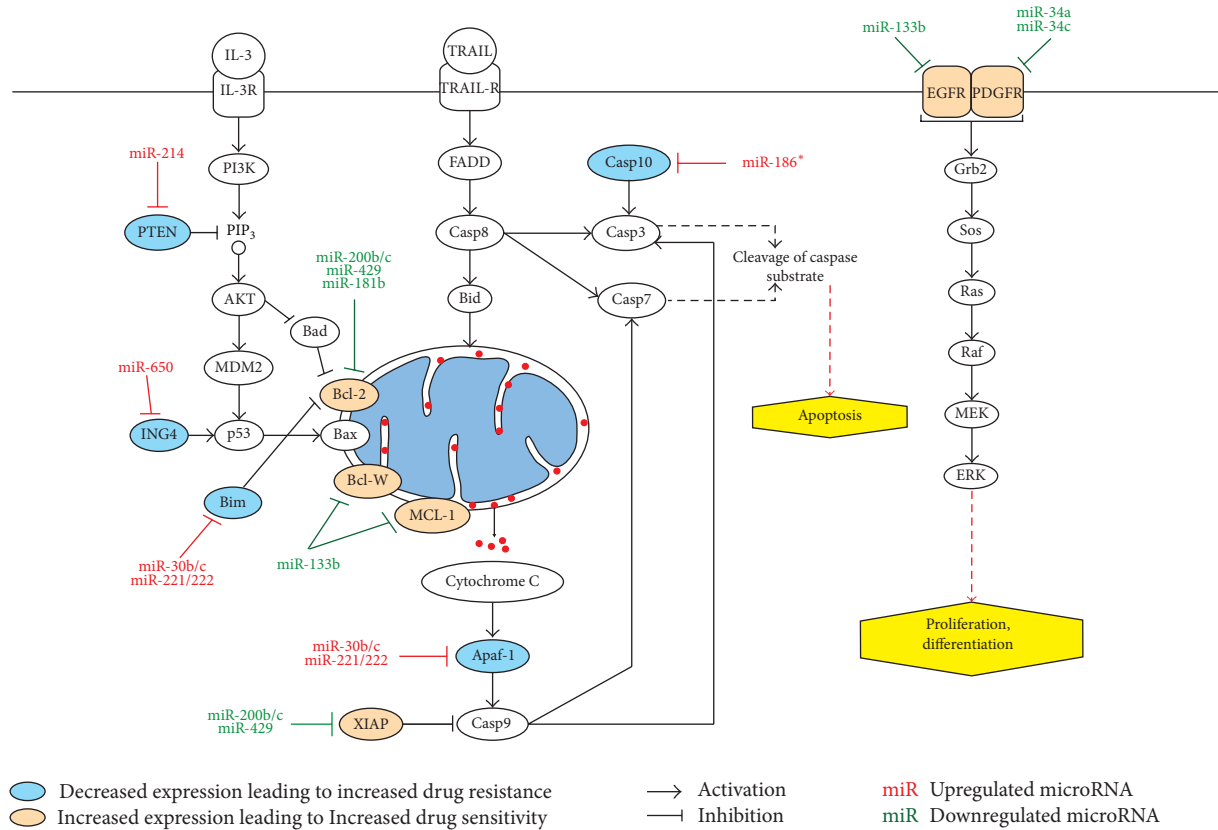 miR-34a
miR-34c
miR-133b
IL-3
TRAIL
IL-3R
TRAIL-R
EGFR
PDGFR
miR-214
PI3K
FADD
Casp10
miR-186*
Grb2
PTEN
PIP3
Casp8
Casp3
Sos
miR-200b/c
miR-429
miR-181b
Cleavage of caspase
substrate
AKT
Bid
Casp7
Ras
Bad
miR-650
MDM2
Raf
Bcl-2
Apoptosis
MEK
ING4
p53
Bax
Bcl-W
ERK
Bim
MCL-1
miR-30b/c
miR-221/222
miR-133b
Cytochrome C
Proliferation,
differentiation
miR-30b/c
miR-221/222
Apaf-1
miR-200b/c
miR-429
XIAP
Casp9
Decreased expression leading to increased drug resistance
Increased expression leading to Increased drug sensitivity
Activation
Inhibition
miR Upregulated microRNA
miR Downregulated microRNA